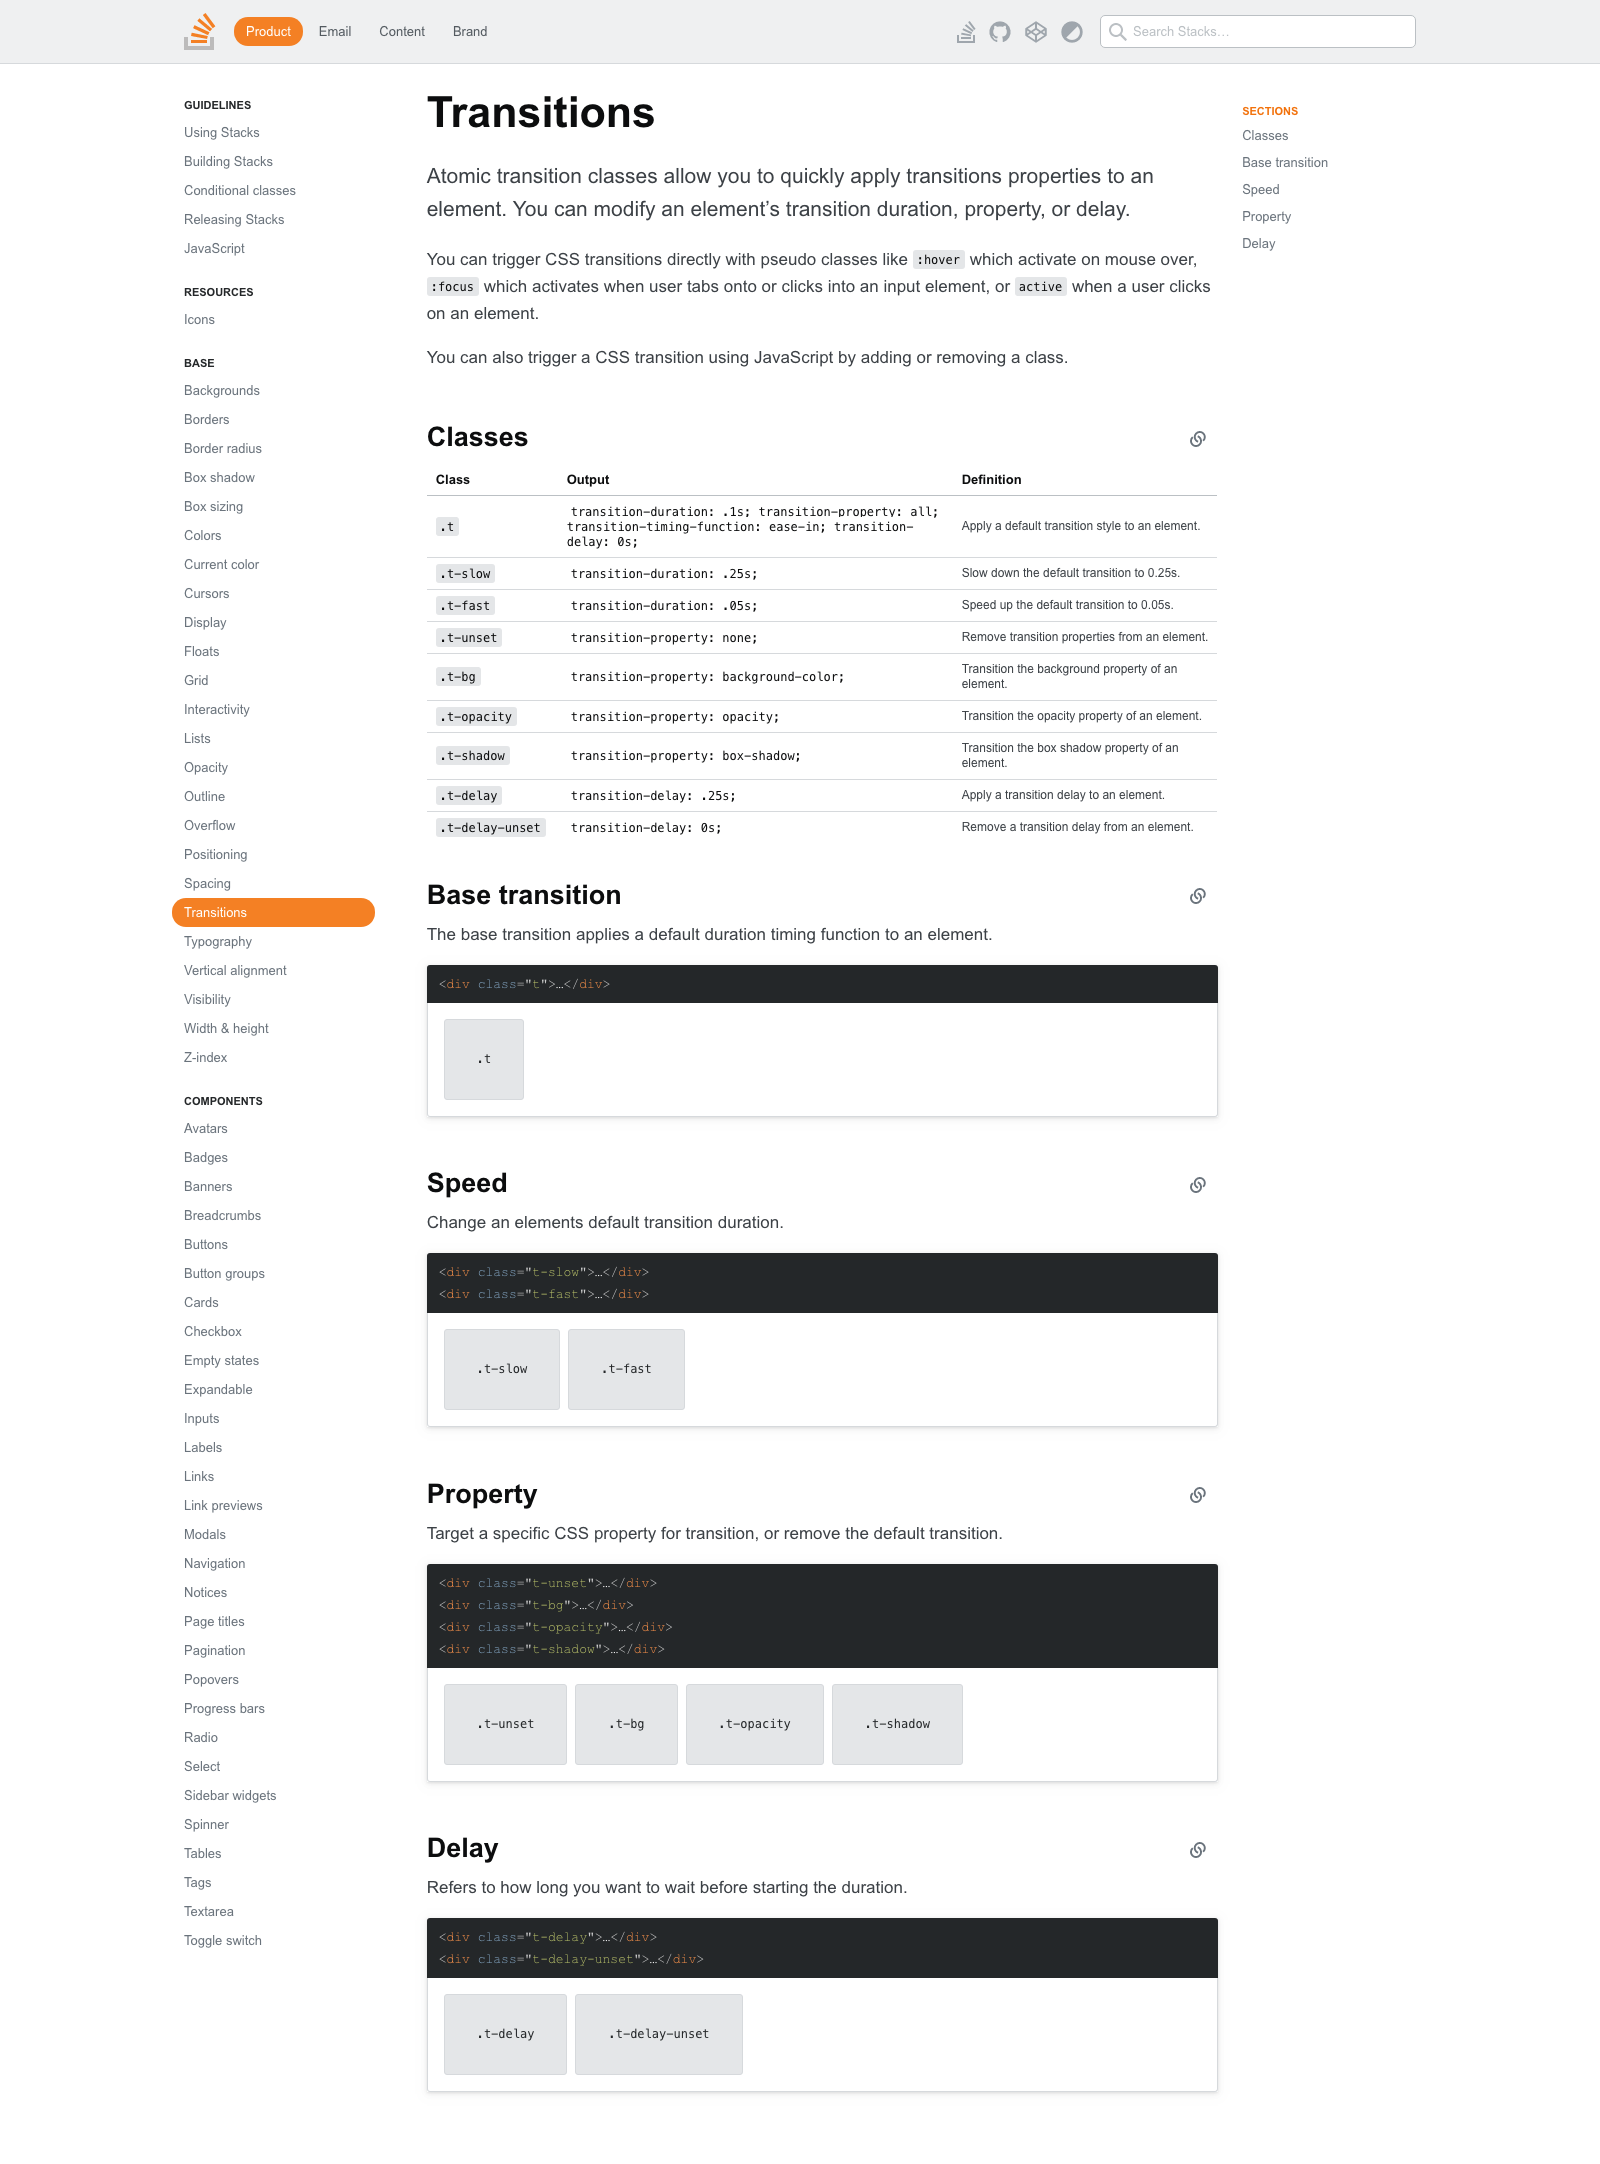 Product
Email
Content
Brand
Search Stacks...
GUIDELINES
Using Stacks
Building Stacks
Conditional classes
Releasing Stacks
JavaScript
RESOURCES
Icons
BASE
Backgrounds
Borders
Border radius
Box shadow
Box sizing
Colors
Current color
Cursors
Display
Floats
Grid
Interactivity
Lists
Opacity
Outline
Overflow
Positioning
Spacing
Transitions
Typography
Vertical alignment
Visibility
Width & height
Z-index
COMPONENTS
Avatars
Badges
Banners
Breadcrumbs
Buttons
Button groups
Cards
Checkbox
Empty states
Expandable
Inputs
Labels
Links
Link previews
Modals
Navigation
Notices
Page titles
Pagination
Popovers
Progress bars
Radio
Select
Sidebar widgets
Spinner
Tables
Tags
Textarea
Toggle switch
Transitions
Atomic transition classes allow you to quickly apply transitions properties to an
element. You can modify an element’s transition duration, property, or delay.
You can trigger CSS transitions directly with pseudo classes like :hover which activate on mouse over,
:focus which activates when user tabs onto or clicks into an input element, or active when a user clicks
on an element.
You can also trigger a CSS transition using JavaScript by adding or removing a class.
Classes
Class Output Definition
.t
transition-duration: .1s; transition-property: all;
transition-timing-function: ease-in; transition-
delay: 0s;
Apply a default transition style to an element.
.t-slow transition-duration: .25s; Slow down the default transition to 0.25s.
.t-fast transition-duration: .05s; Speed up the default transition to 0.05s.
.t-unset transition-property: none; Remove transition properties from an element.
.t-bg transition-property: background-color; Transition the background property of an
element.
.t-opacity transition-property: opacity; Transition the opacity property of an element.
.t-shadow transition-property: box-shadow; Transition the box shadow property of an
element.
.t-delay transition-delay: .25s; Apply a transition delay to an element.
.t-delay-unset transition-delay: 0s; Remove a transition delay from an element.
Base transition
The base transition applies a default duration timing function to an element.
<div class="t">…</div>
.t
Speed
Change an elements default transition duration.
<div class="t-slow">…</div>
<div class="t-fast">…</div>
.t-slow .t-fast
Property
Target a specific CSS property for transition, or remove the default transition.
<div class="t-unset">…</div>
<div class="t-bg">…</div>
<div class="t-opacity">…</div>
<div class="t-shadow">…</div>
.t-unset .t-bg .t-opacity .t-shadow
Delay
Refers to how long you want to wait before starting the duration.
<div class="t-delay">…</div>
<div class="t-delay-unset">…</div>
.t-delay .t-delay-unset
SECTIONS
Classes
Base transition
Speed
Property
Delay